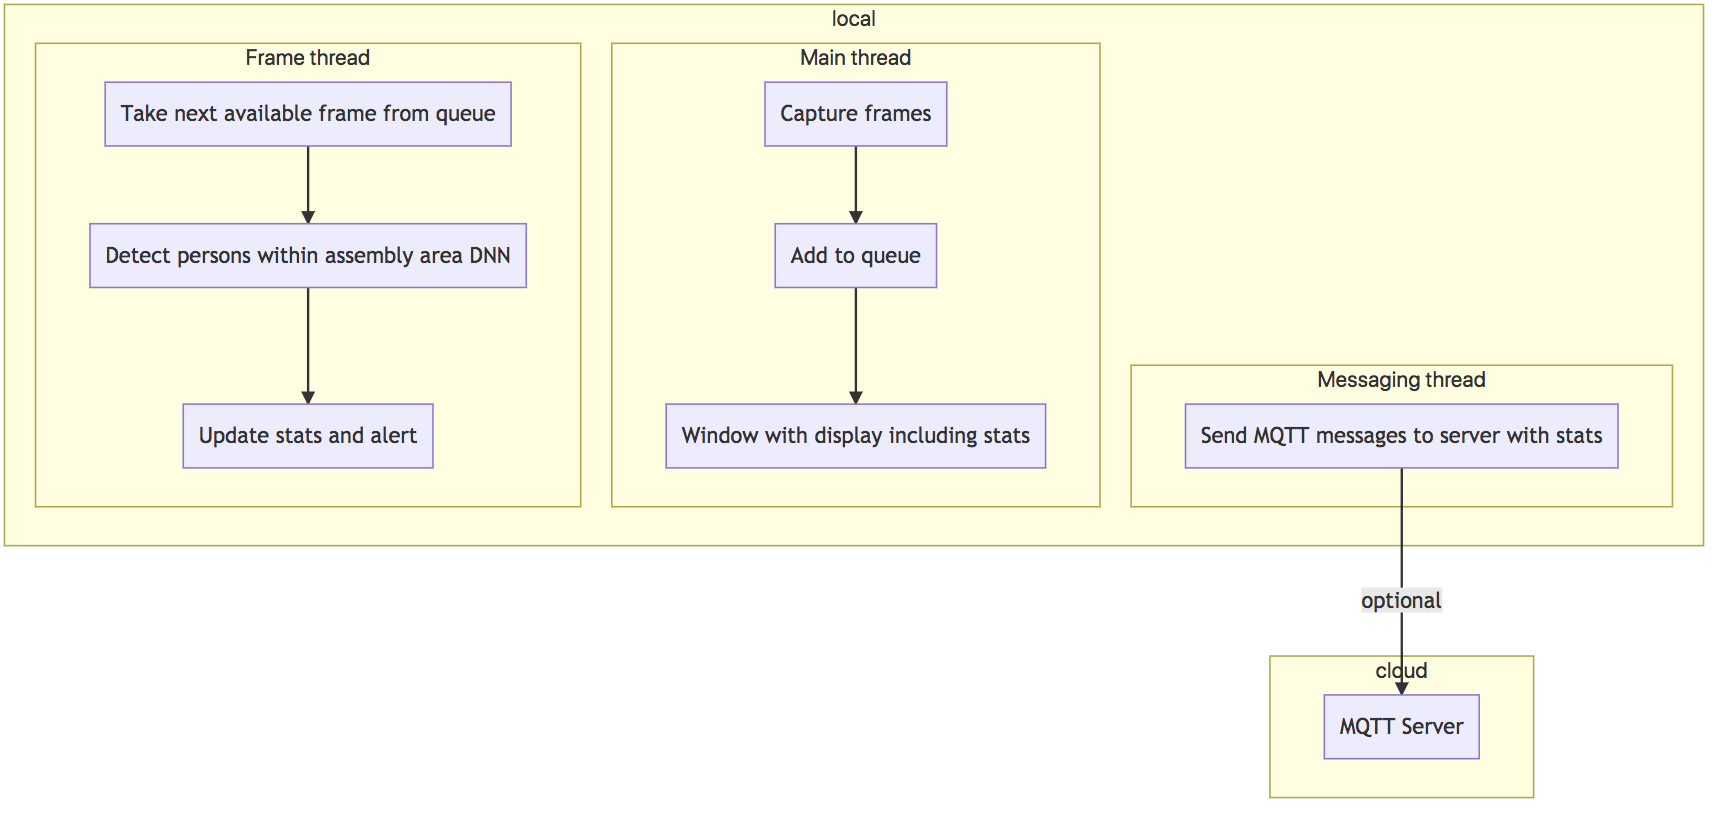 local
Frame thread
Take next available frame from queue
Detect persons within assembly area DNN
Update stats and alert
Main thread
Capture frames
Add to queue
Window with display including stats
Messaging thread
Send MQTT messages to server with stats
optional
cloud
MQTT Server